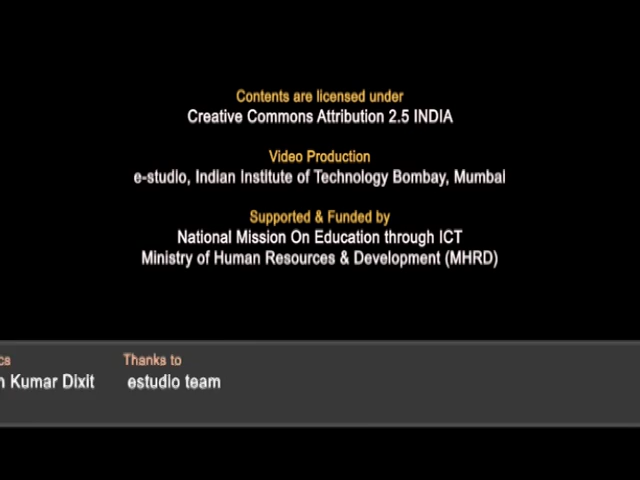 Contents are licensed under
Creative Commons Attribution 2.5 INDIA
Video Production
e-studio, Indian Institute of Technology Bombay, Mumbai
Supported & Funded by
National Mission On Education through ICT
Ministry of Human Resources & Development (MHRD)
Thanks to
Kumar Dixit
estudio team